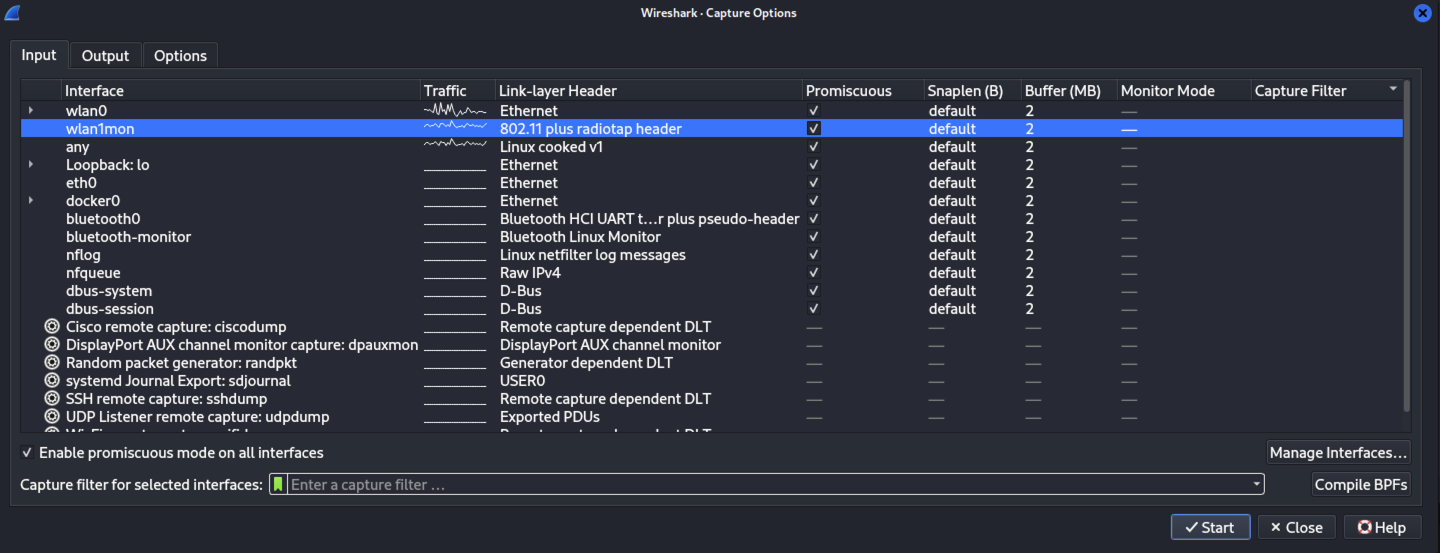 Wireshark · Capture Options
Input Output Options
Interface Traffic Link-layer Header Promiscuous Snaplen (B) Buffer (MB) Monitor Mode Capture Filter
wlan0 Ethernet ✓ default 2 —
wlan1mon 802.11 plus radiotap header ✓ default 2 —
any Linux cooked v1 ✓ default 2 —
Loopback: lo Ethernet ✓ default 2 —
eth0 Ethernet ✓ default 2 —
docker0 Ethernet ✓ default 2 —
bluetooth0 Bluetooth HCI UART t...r plus pseudo-header ✓ default 2 —
bluetooth-monitor Bluetooth Linux Monitor ✓ default 2 —
nflog Linux netfilter log messages ✓ default 2 —
nfqueue Raw IPv4 ✓ default 2 —
dbus-system D-Bus ✓ default 2 —
dbus-session D-Bus ✓ default 2 —
Cisco remote capture: ciscodump Remote capture dependent DLT — — — —
DisplayPort AUX channel monitor capture: dpauxmon DisplayPort AUX channel monitor — — — —
Random packet generator: randpkt Generator dependent DLT — — — —
systemd Journal Export: sdjournal USER0 — — — —
SSH remote capture: sshdump Remote capture dependent DLT — — — —
UDP Listener remote capture: udpdump Exported PDUs — — — —
✓ Enable promiscuous mode on all interfaces Manage Interfaces...
Capture filter for selected interfaces: Enter a capture filter ... Compile BPFs
✓ Start × Close Help